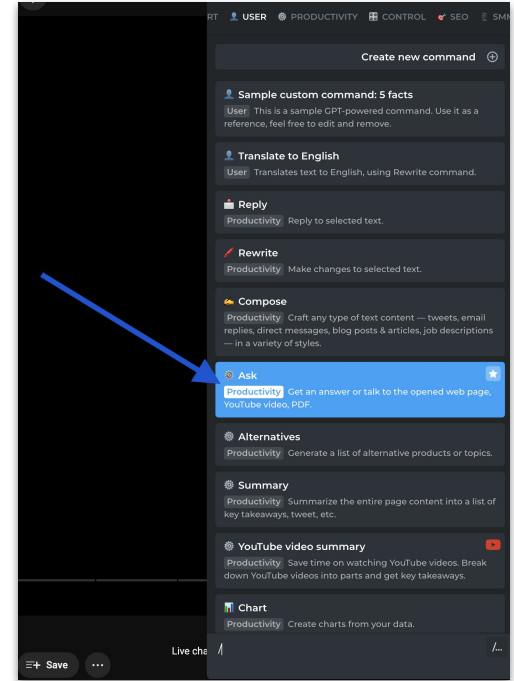 RT USER PRODUCTIVITY CONTROL SEO SMM
Create new command
Sample custom command: 5 facts
User This is a sample GPT-powered command. Use it as a
reference, feel free to edit and remove.
Translate to English
User Translates text to English, using Rewrite command.
Reply
Productivity Reply to selected text.
Rewrite
Productivity Make changes to selected text.
Compose
Productivity Craft any type of text content — tweets, email
replies, direct messages, blog posts & articles, job descriptions
— in a variety of styles.
Ask
Productivity Get an answer or talk to the opened web page,
YouTube video, PDF.
Alternatives
Productivity Generate a list of alternative products or topics.
Summary
Productivity Summarize the entire page content into a list of
key takeaways, tweet, etc.
YouTube video summary
Productivity Save time on watching YouTube videos. Break
down YouTube videos into parts and get key takeaways.
Chart
Productivity Create charts from your data.
Live cha
/
/...
Save
...